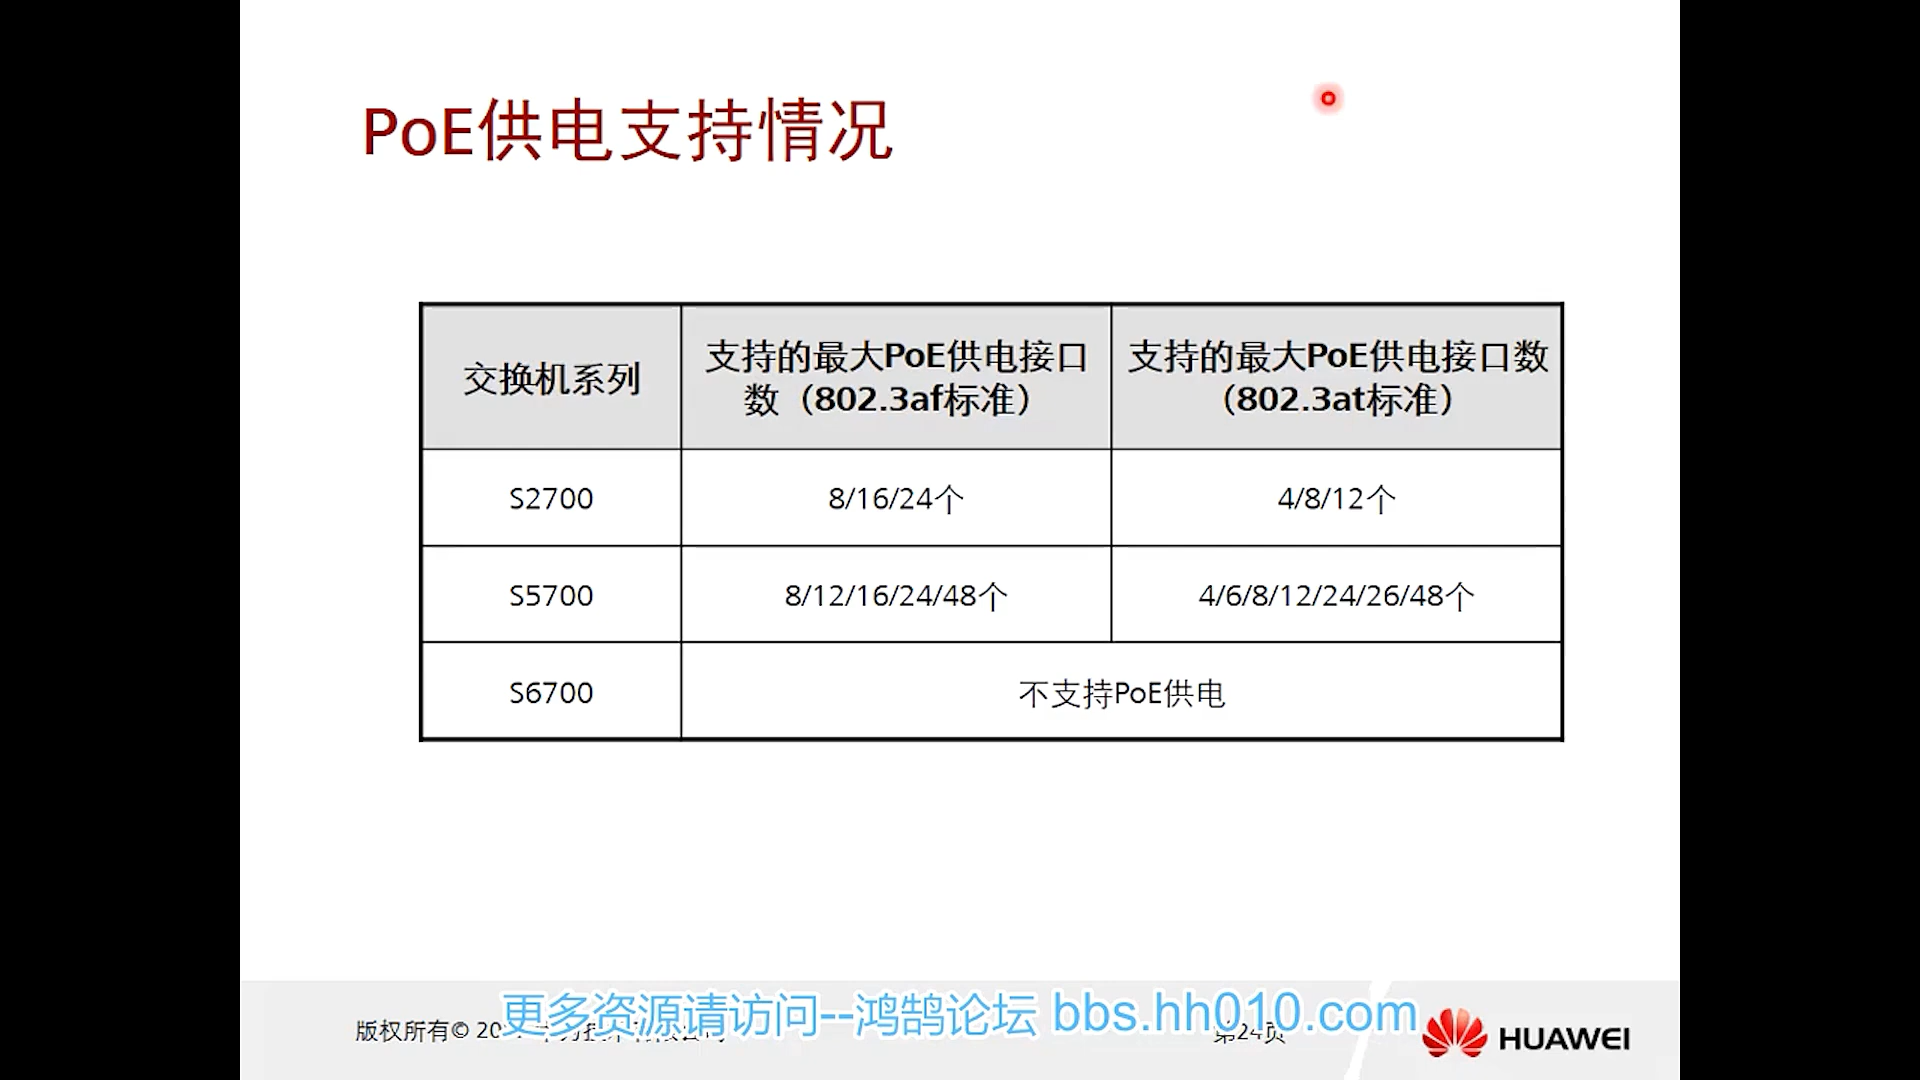 PoE供电支持情况
交换机系列
支持的最大PoE供电接口
数（802.3af标准）
支持的最大PoE供电接口数
（802.3at标准）
S2700
8/16/24个
4/8/12个
S5700
8/12/16/24/48个
4/6/8/12/24/26/48个
S6700
不支持PoE供电
更多资源请访问--鸿鹄论坛 bbs.hh010.com
版权所有© 20
第24页
HUAWEI